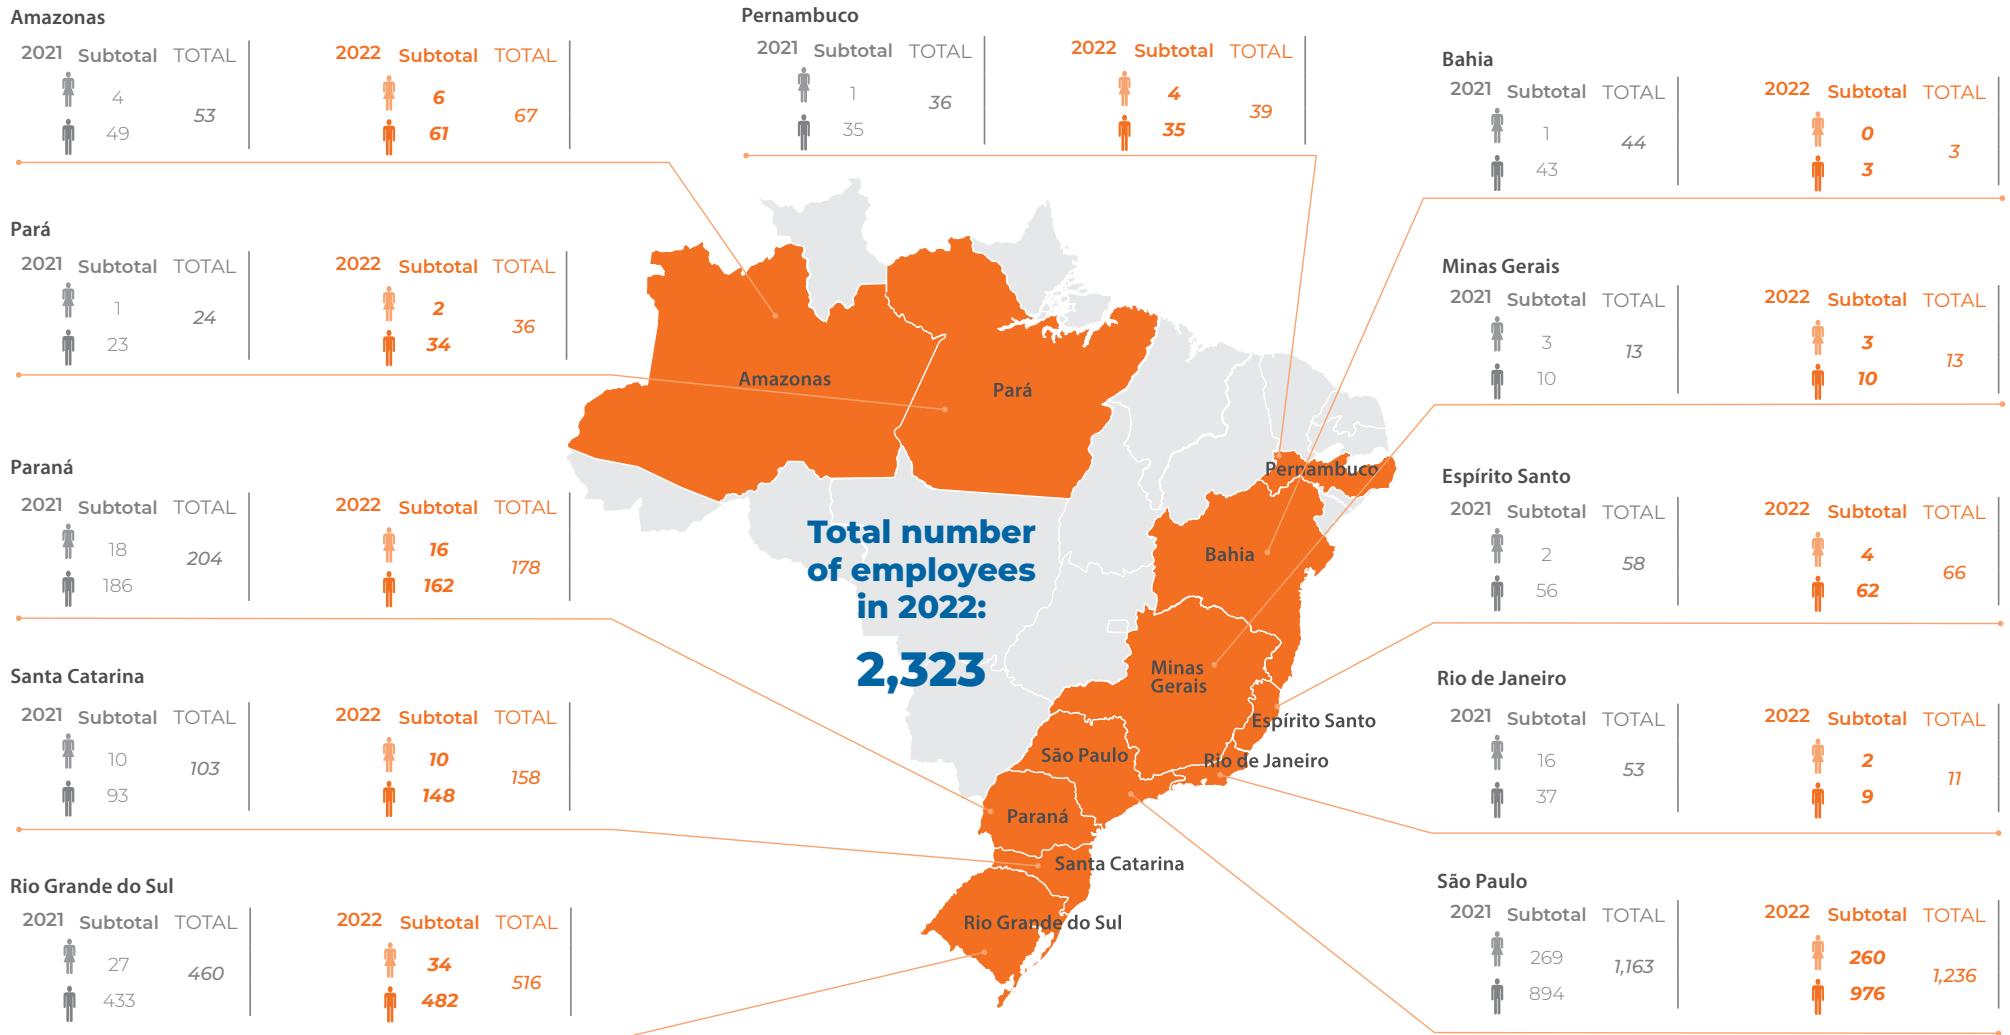 Amazonas
2021 Subtotal TOTAL
4
53
49
2022 Subtotal TOTAL
6
67
61
Pernambuco
2021 Subtotal TOTAL
1
36
35
2022 Subtotal TOTAL
4
39
35
Bahia
2021 Subtotal TOTAL
1
44
43
2022 Subtotal TOTAL
0
3
3
Pará
2021 Subtotal TOTAL
1
24
23
2022 Subtotal TOTAL
2
36
34
Minas Gerais
2021 Subtotal TOTAL
3
13
10
2022 Subtotal TOTAL
3
13
10
Paraná
2021 Subtotal TOTAL
18
204
186
2022 Subtotal TOTAL
16
178
162
Espírito Santo
2021 Subtotal TOTAL
2
58
56
2022 Subtotal TOTAL
4
66
62
Santa Catarina
2021 Subtotal TOTAL
10
103
93
2022 Subtotal TOTAL
10
158
148
Rio de Janeiro
2021 Subtotal TOTAL
16
53
37
2022 Subtotal TOTAL
2
11
9
Rio Grande do Sul
2021 Subtotal TOTAL
27
460
433
2022 Subtotal TOTAL
34
516
482
São Paulo
2021 Subtotal TOTAL
269
1,163
894
2022 Subtotal TOTAL
260
1,236
976
Amazonas
Pará
Pernambuco
Total number
of employees
in 2022:
2,323
Bahia
Minas
Gerais
Espírito Santo
São Paulo
Rio de Janeiro
Paraná
Santa Catarina
Rio Grande do Sul